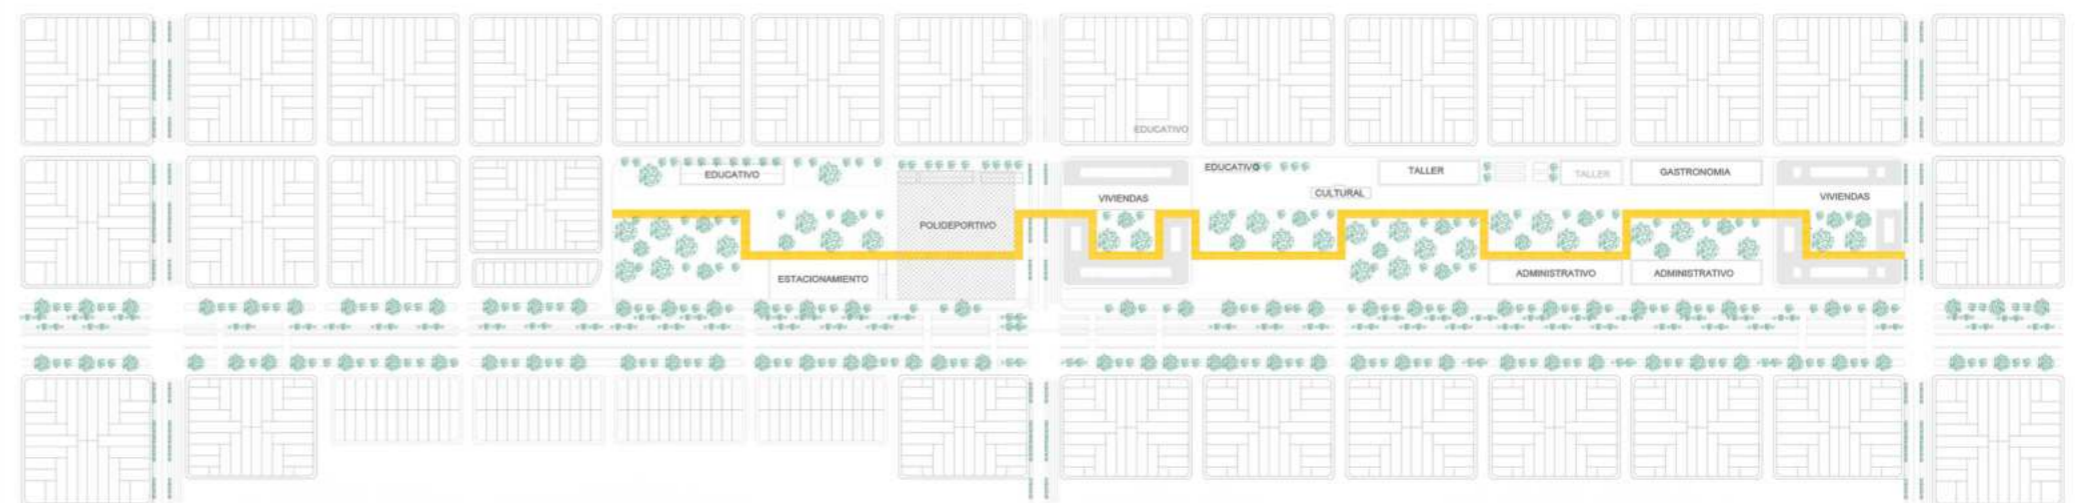 EDUCATIVO
EDUCATIVO
EDUCATIVO
TALLER
TALLER
GASTRONOMIA
CULTURAL
VIVIENDAS
VIVIENDAS
POLIDEPORTIVO
ESTACIONAMIENTO
ADMINISTRATIVO
ADMINISTRATIVO